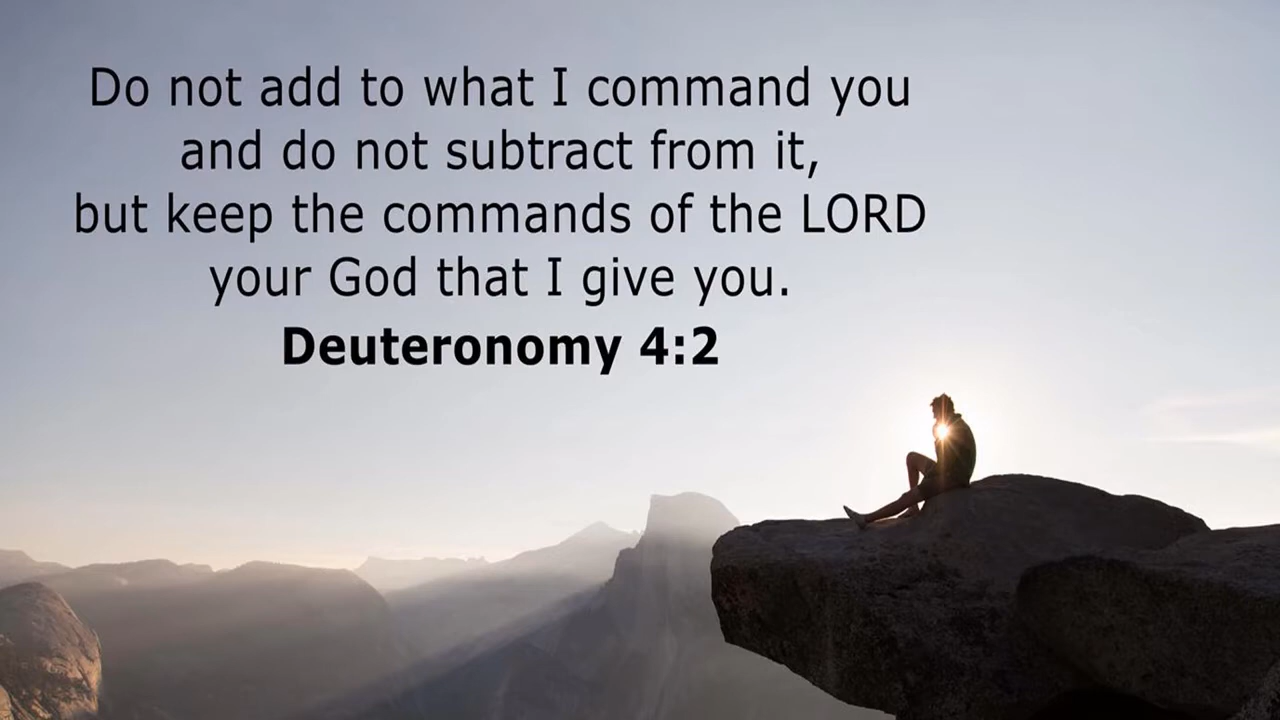 Do not add to what I command you
and do not subtract from it,
but keep the commands of the LORD
your God that I give you.
Deuteronomy 4:2